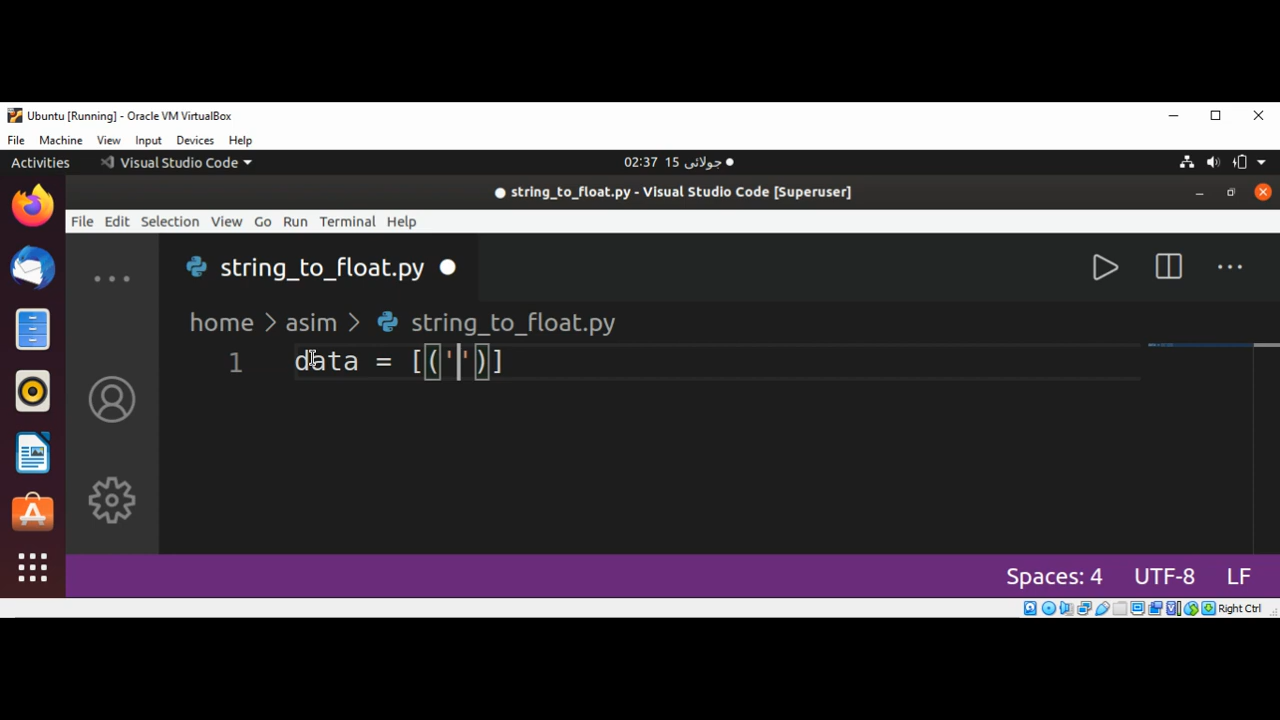 Ubuntu [Running] - Oracle VM VirtualBox
File Machine View Input Devices Help
Activities Visual Studio Code 02:37 15 جولائی
● string_to_float.py - Visual Studio Code [Superuser]
File Edit Selection View Go Run Terminal Help
string_to_float.py
home > asim > string_to_float.py
1 data = [('')]
Spaces: 4 UTF-8 LF
Right Ctrl